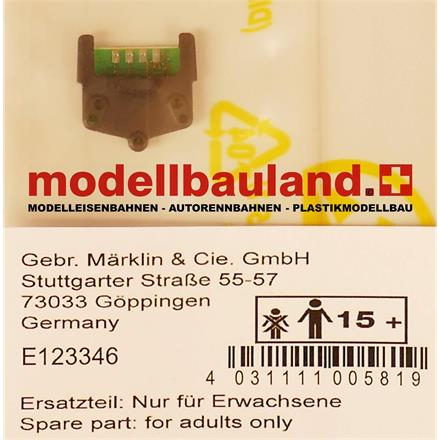 modellbauland.
MODELLEISENBAHNEN - AUTORENNBAHNEN - PLASTIKMODELLBAU
Gebr. Märklin & Cie. GmbH
Stuttgarter Straße 55-57
73033 Göppingen
Germany
15 +
E123346
4 031111 005819
Ersatzteil: Nur für Erwachsene
Spare part: for adults only